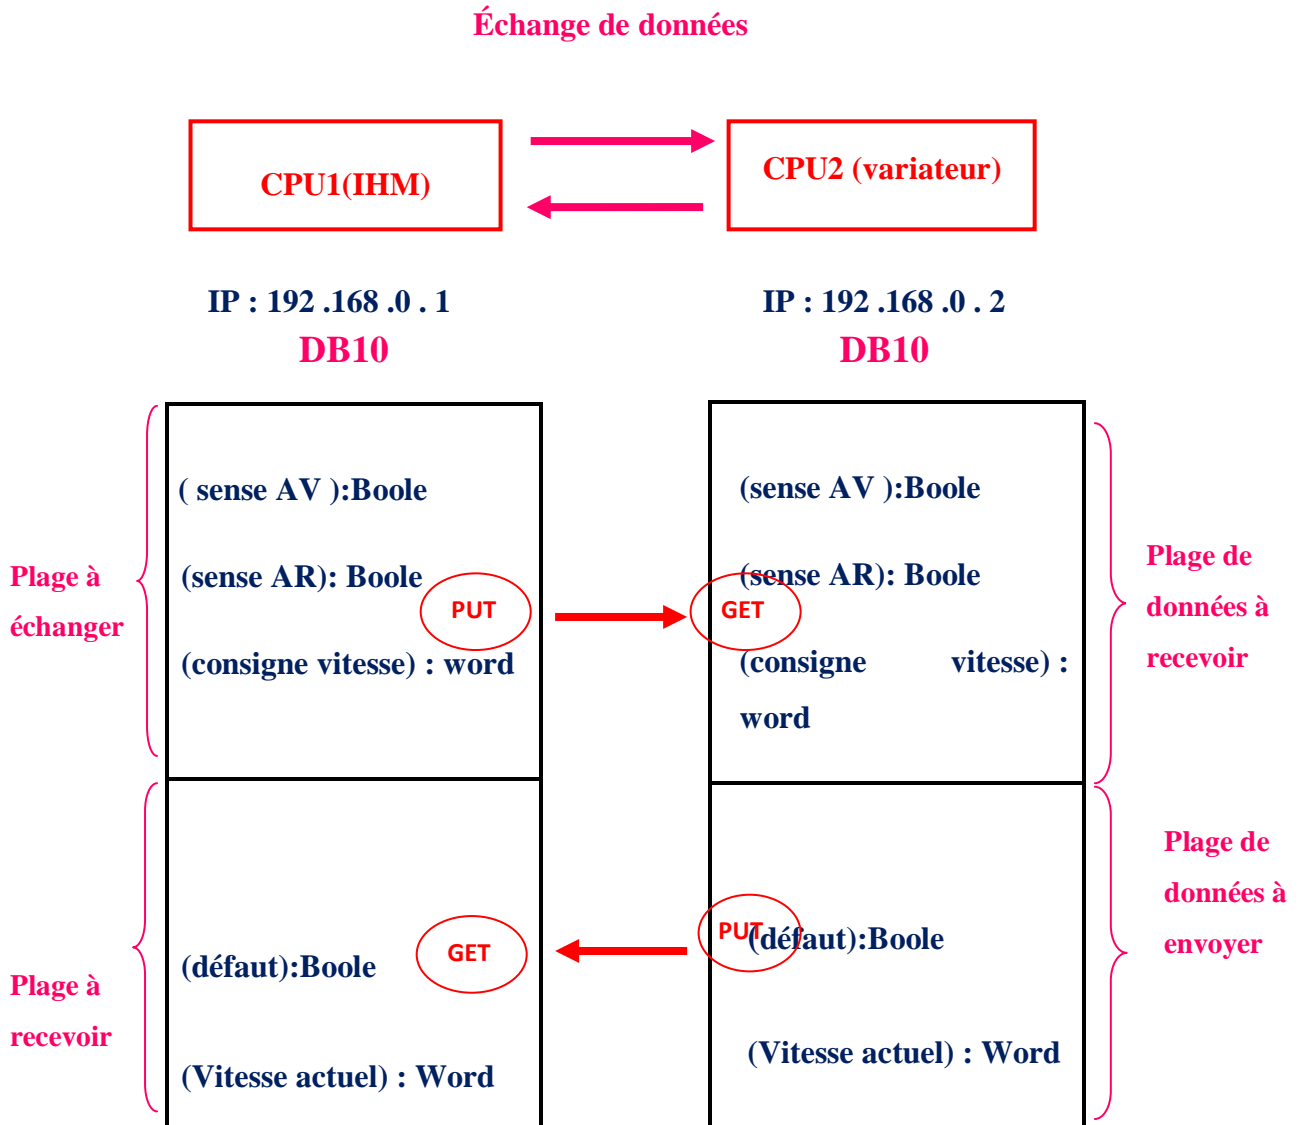 Échange de données
CPU1(IHM)
CPU2 (variateur)
IP : 192 .168 .0 . 1
IP : 192 .168 .0 . 2
DB10
DB10
Plage à
échanger
( sense AV ):Boole
(sense AR): Boole
PUT
(consigne vitesse) : word
(sense AV ):Boole
(sense AR): Boole
GET
(consigne vitesse) :
word
Plage de
données à
recevoir
Plage à
recevoir
(défaut):Boole
GET
(Vitesse actuel) : Word
PUT
(défaut):Boole
(Vitesse actuel) : Word
Plage de
données à
envoyer